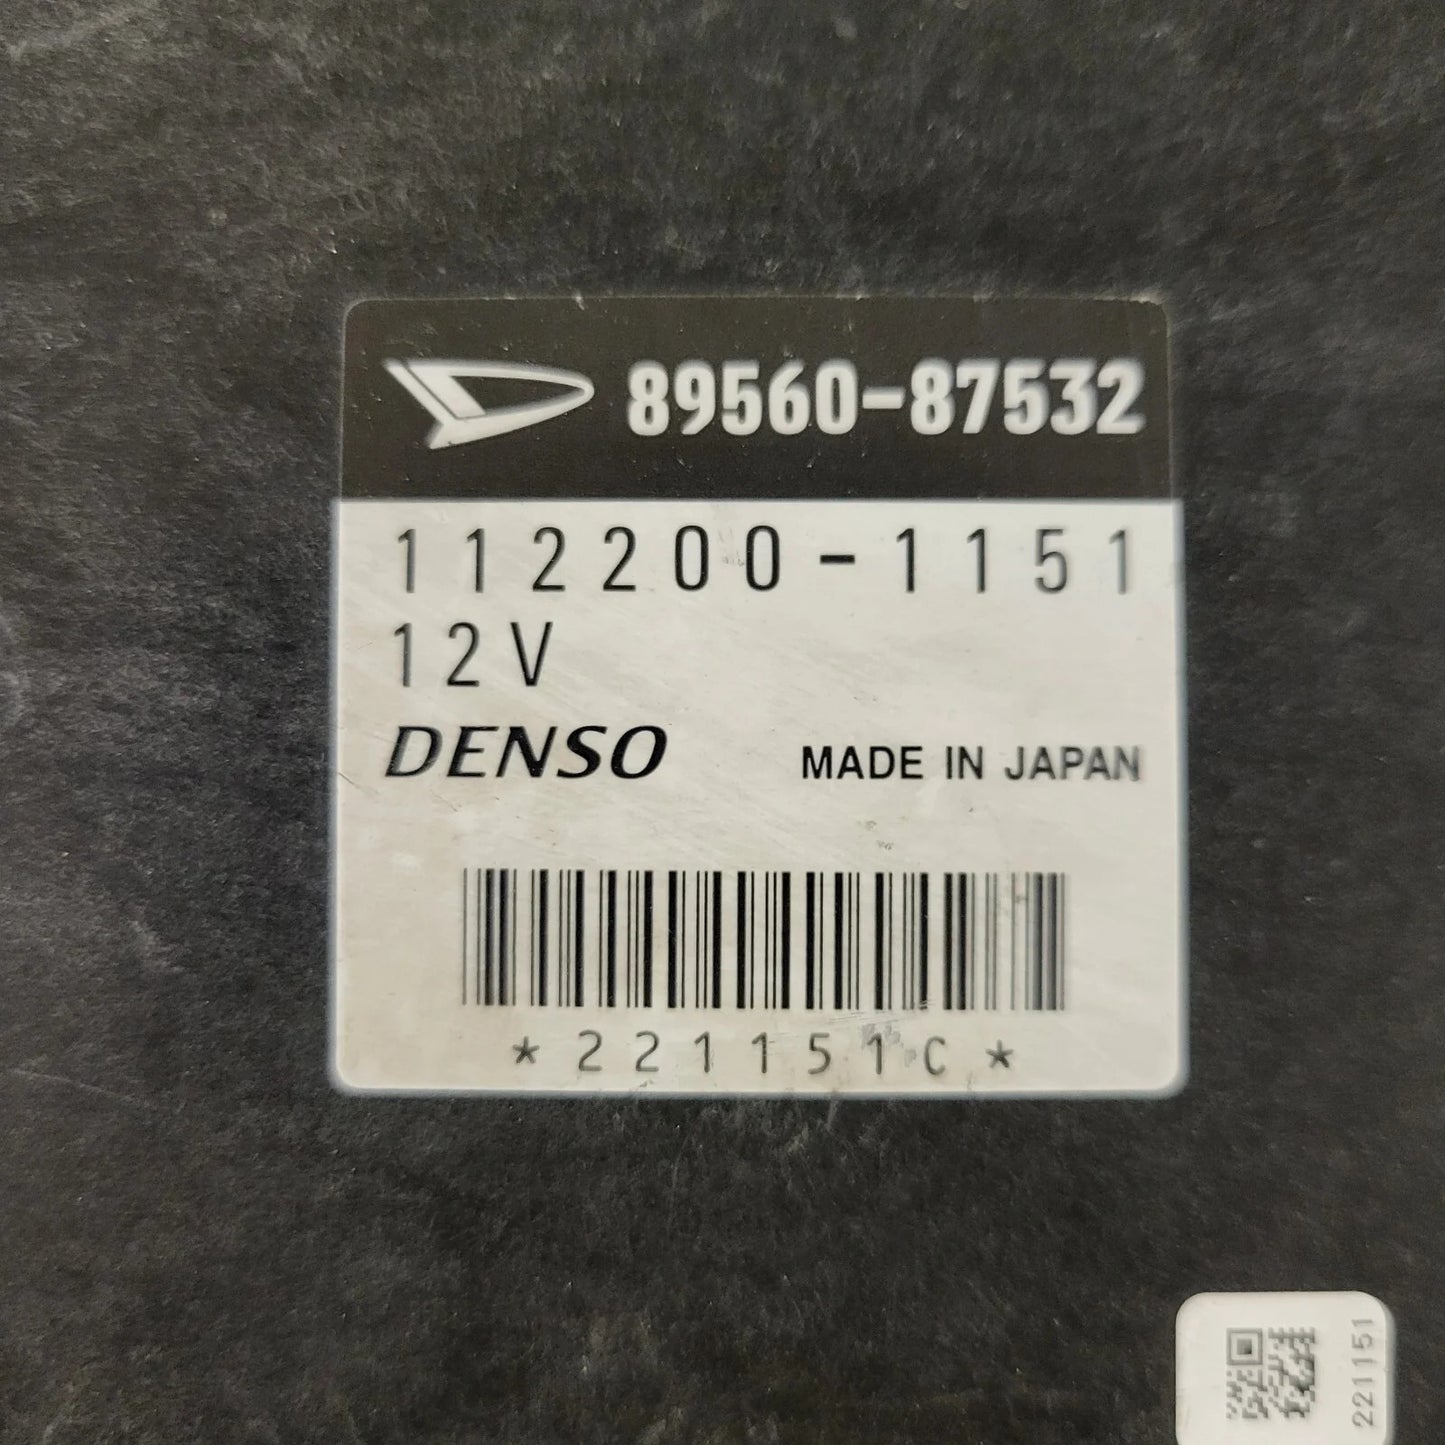 89560-87532
112200-1151
12V
DENSO
MADE IN JAPAN
*221151C*
221151